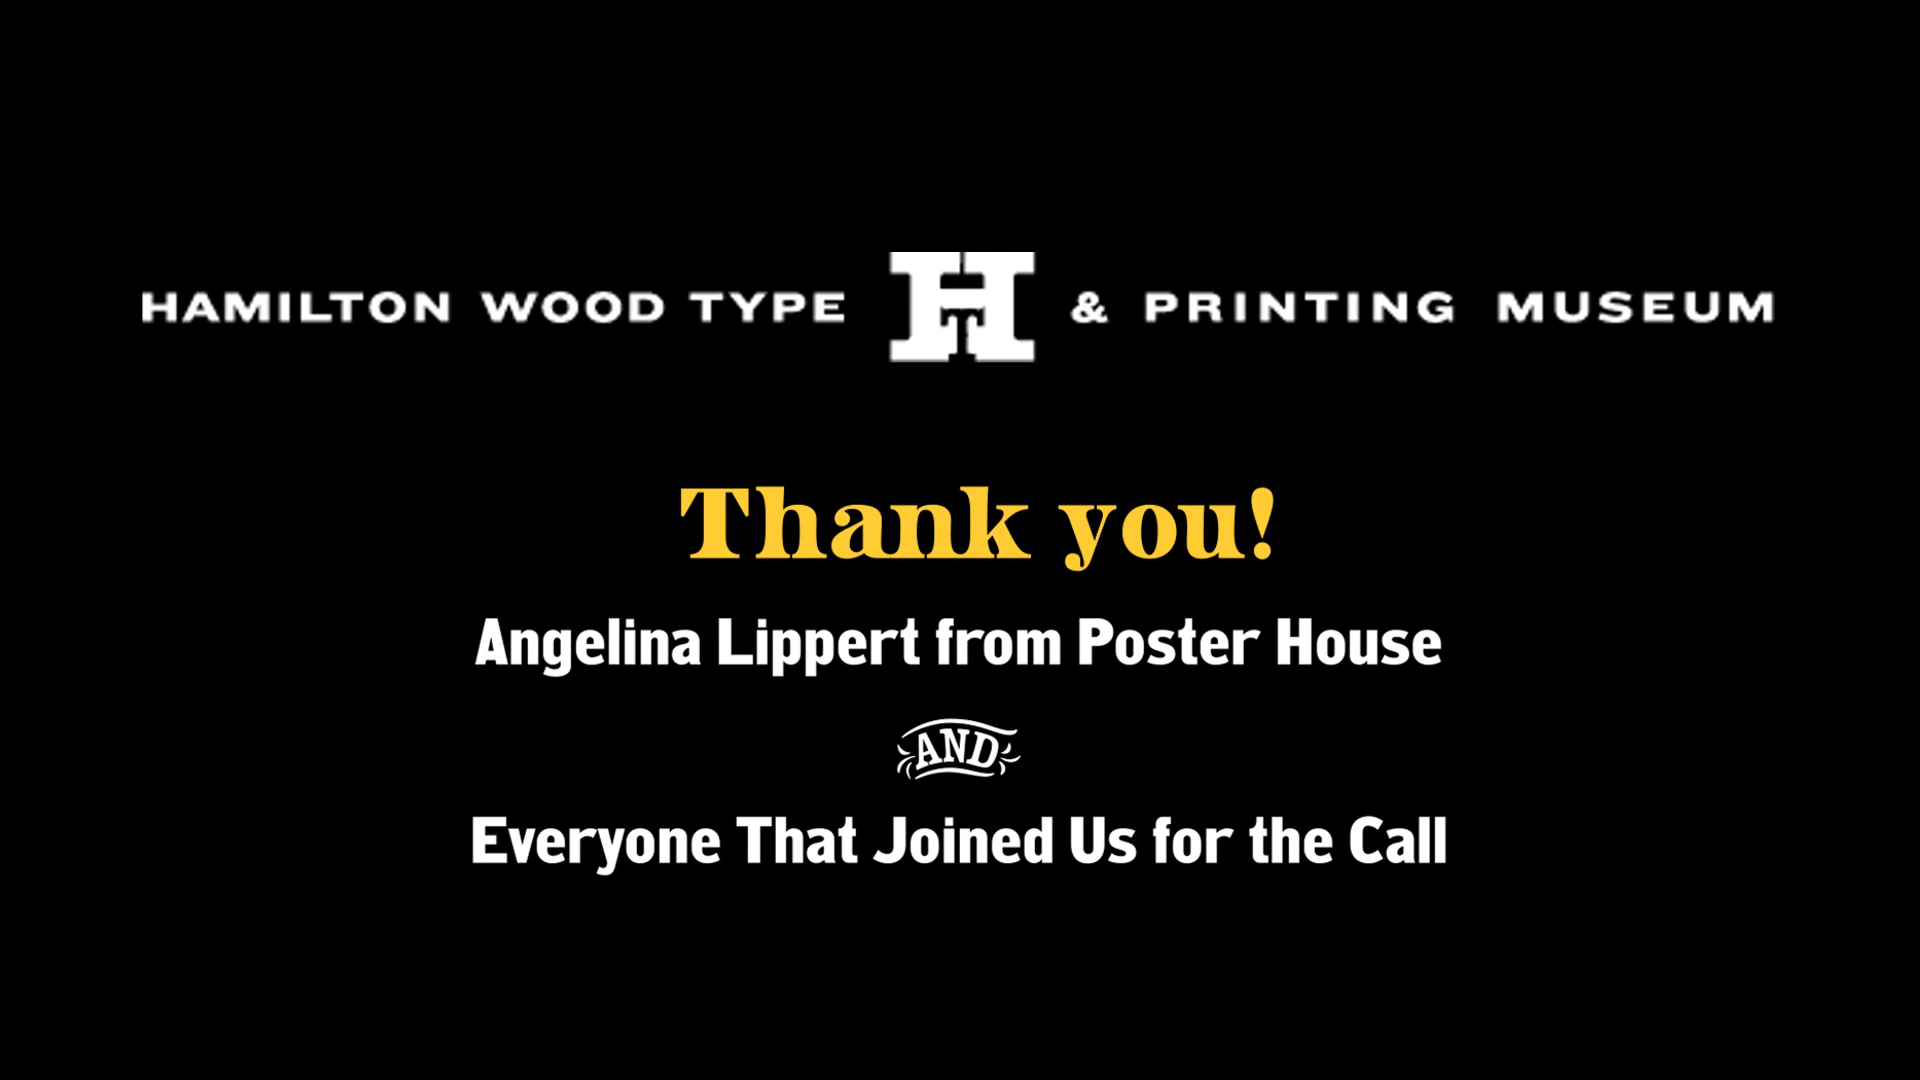 HAMILTON WOOD TYPE HT & PRINTING MUSEUM
Thank you!
Angelina Lippert from Poster House
AND
Everyone That Joined Us for the Call